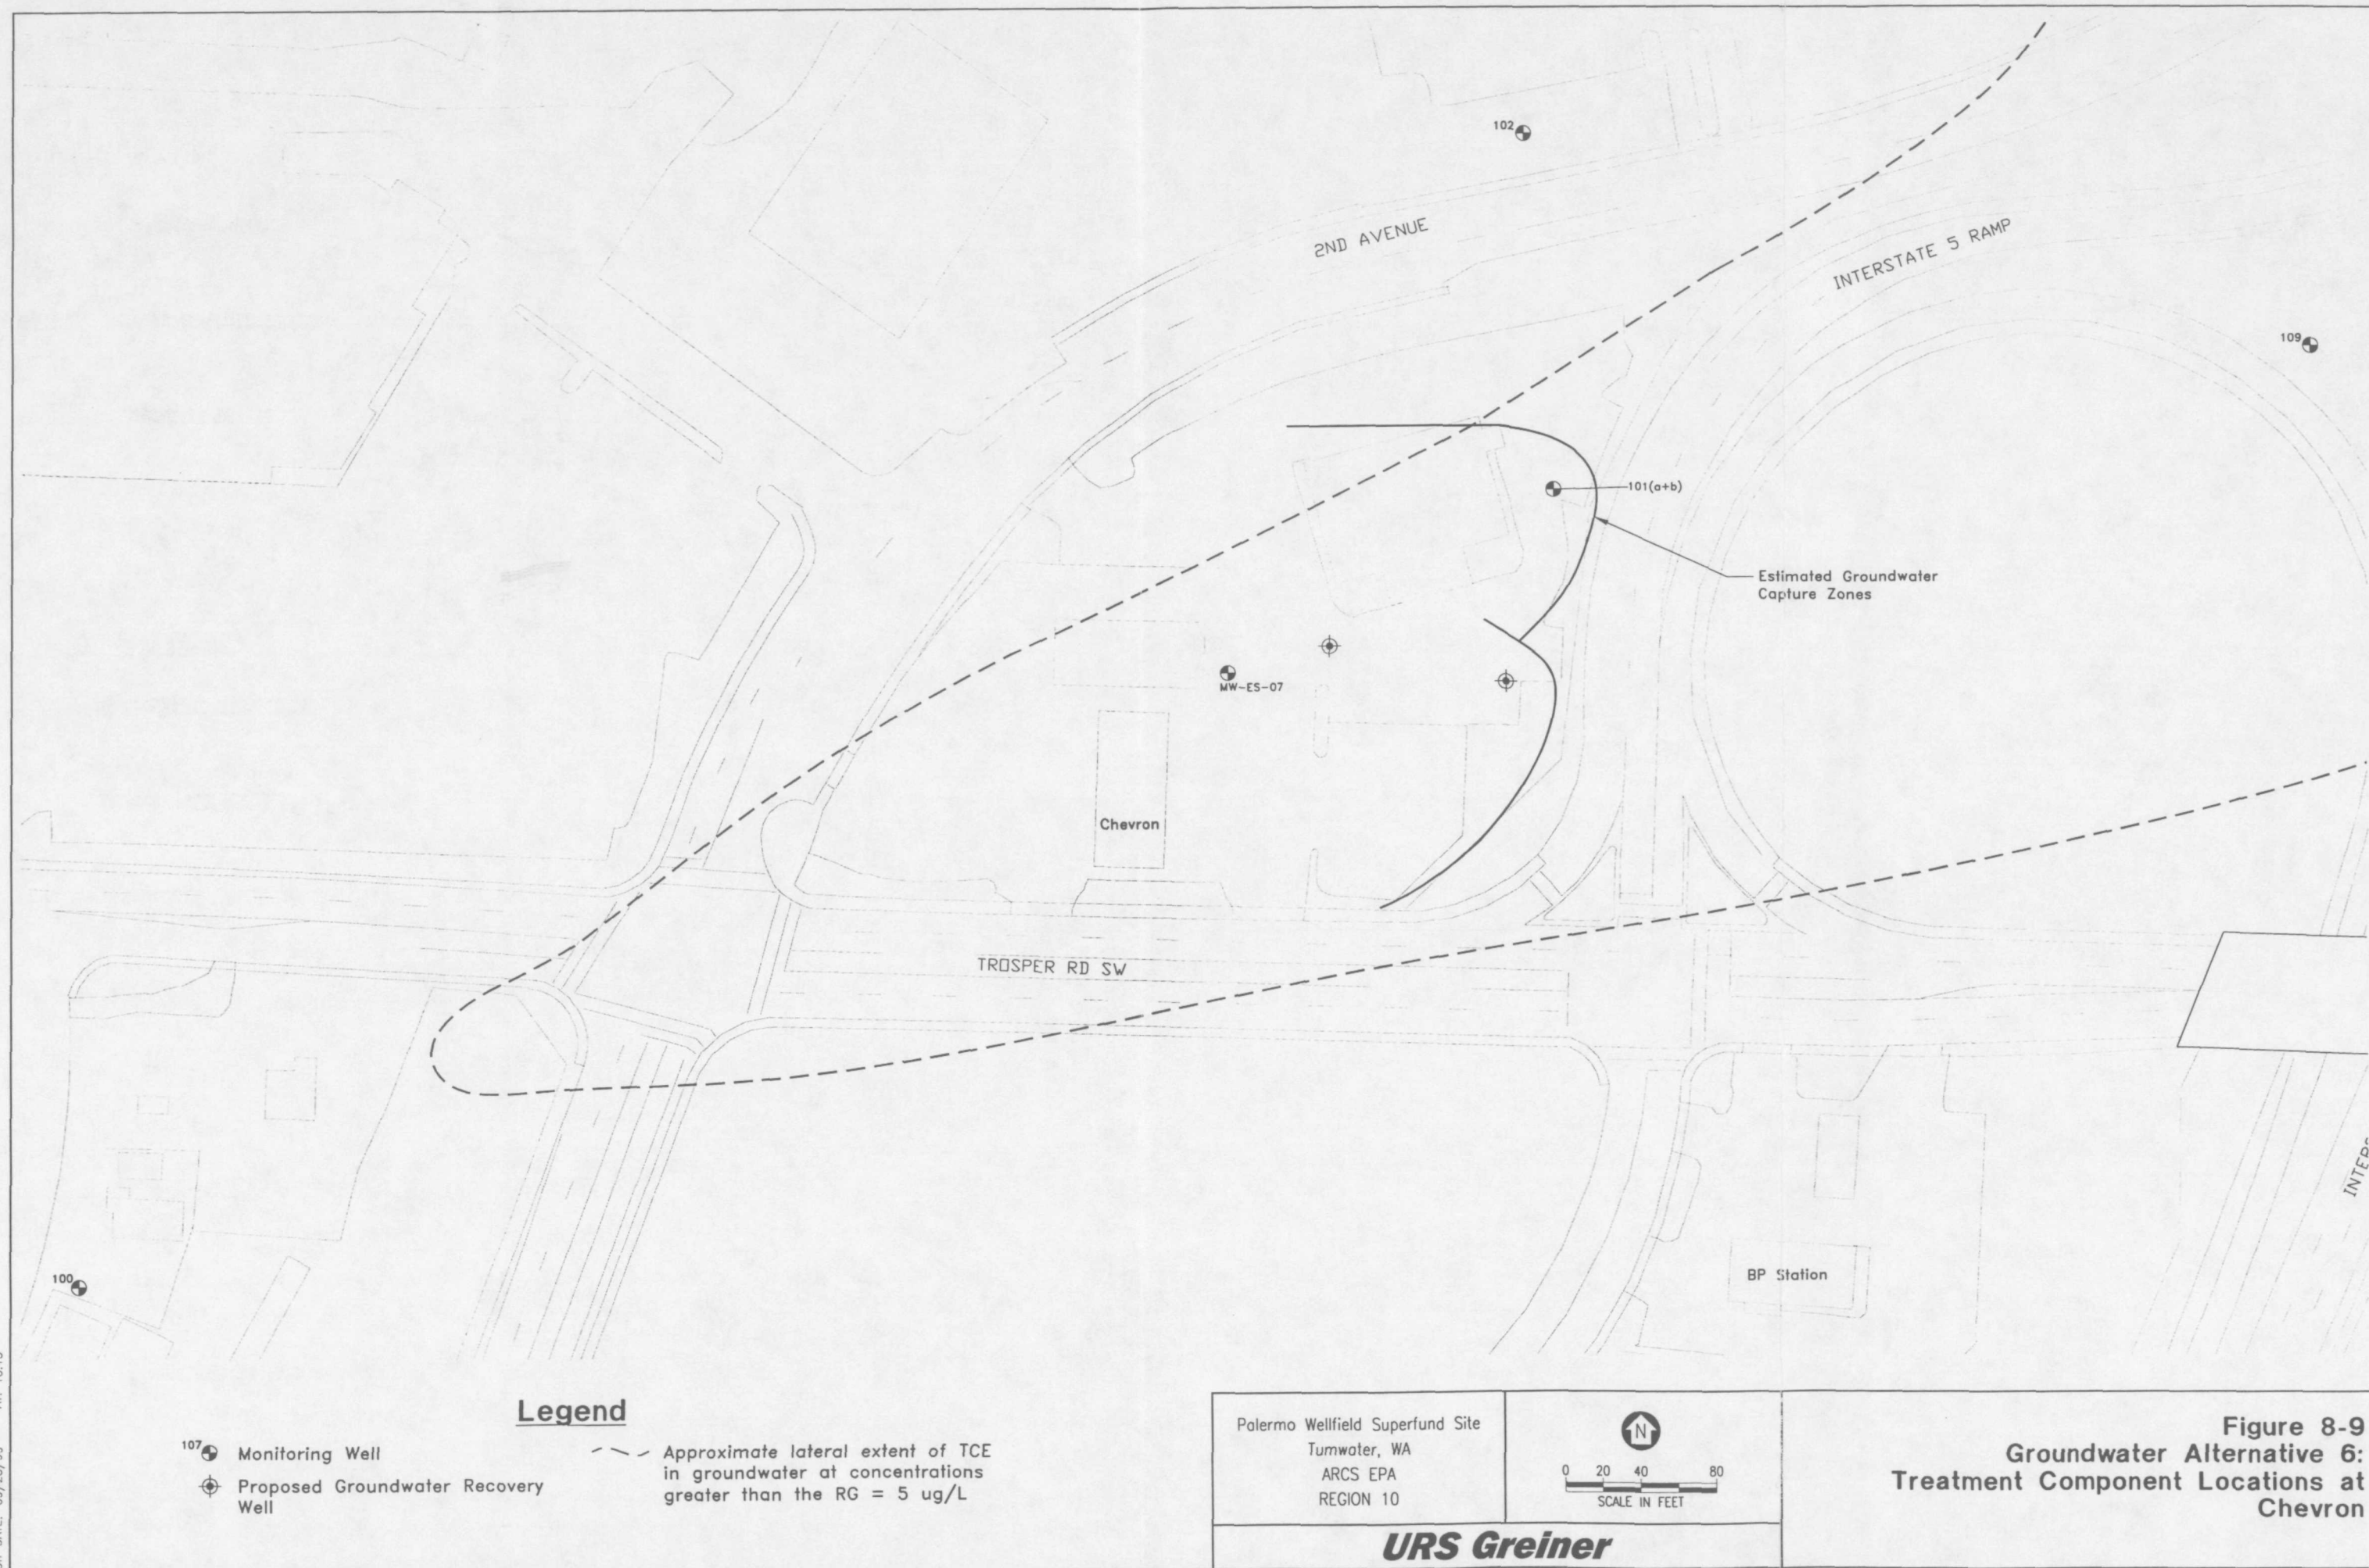 102
2ND AVENUE
INTERSTATE 5 RAMP
109
101(a+b)
Estimated Groundwater
Capture Zones
MW-ES-07
Chevron
TROSPER RD SW
100
BP Station
Legend
107
Monitoring Well
Proposed Groundwater Recovery
Well
Approximate lateral extent of TCE
in groundwater at concentrations
greater than the RG = 5 ug/L
Palermo Wellfield Superfund Site
Tumwater, WA
ARCS EPA
REGION 10
N
0 20 40 80
SCALE IN FEET
URS Greiner
Figure 8-9
Groundwater Alternative 6:
Treatment Component Locations at
Chevron